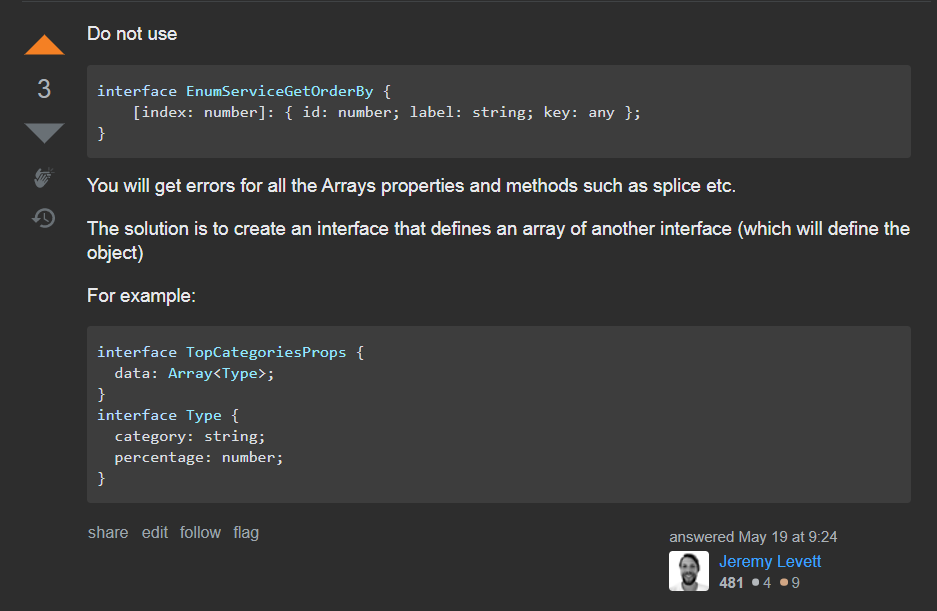 Do not use
3
interface EnumServiceGetOrderBy {
    [index: number]: { id: number; label: string; key: any };
}
You will get errors for all the Arrays properties and methods such as splice etc.
The solution is to create an interface that defines an array of another interface (which will define the
object)
For example:
interface TopCategoriesProps {
  data: Array<Type>;
}
interface Type {
  category: string;
  percentage: number;
}
share edit follow flag
answered May 19 at 9:24
Jeremy Levett
481 ●4 ●9